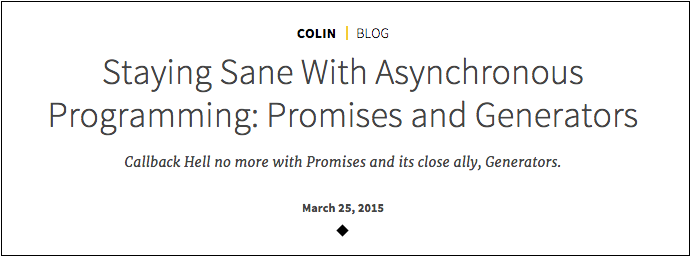 COLIN | BLOG
Staying Sane With Asynchronous
Programming: Promises and Generators
Callback Hell no more with Promises and its close ally, Generators.
March 25, 2015